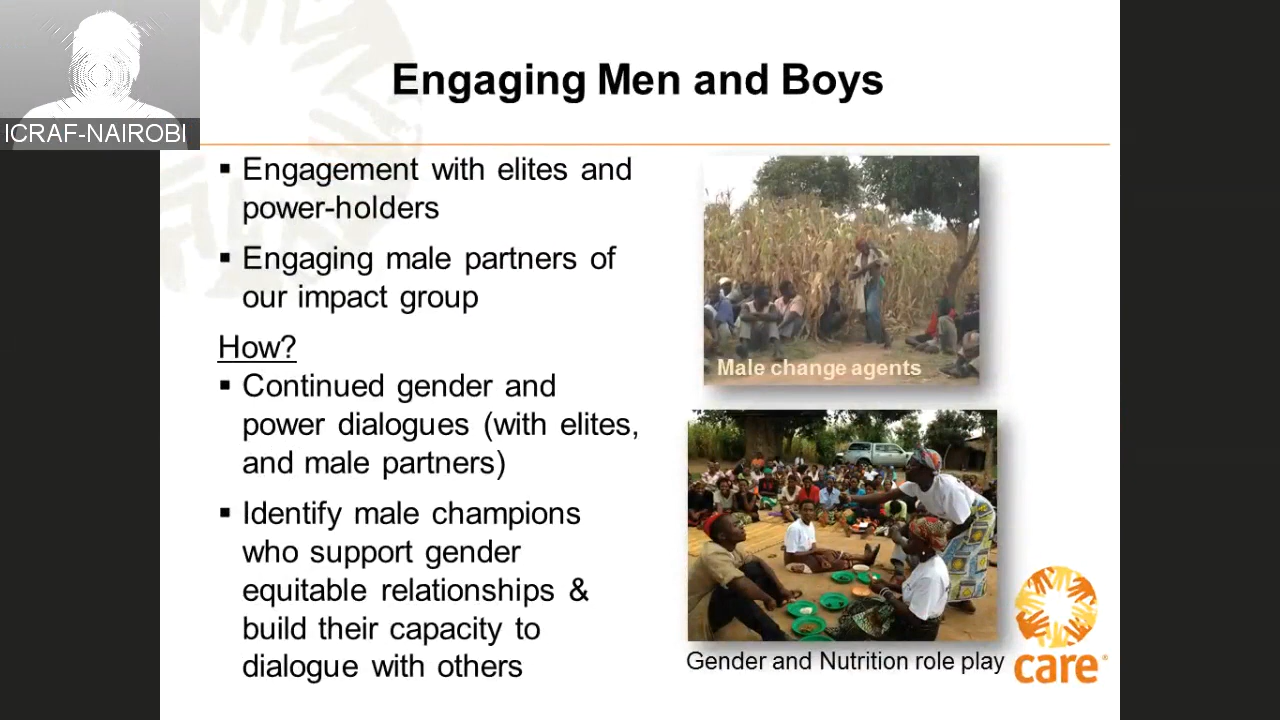 ICRAF-NAIROBI
Engaging Men and Boys
▪ Engagement with elites and
power-holders
▪ Engaging male partners of
our impact group
How?
▪ Continued gender and
power dialogues (with elites,
and male partners)
▪ Identify male champions
who support gender
equitable relationships &
build their capacity to
dialogue with others
Male change agents
Gender and Nutrition role play
care®